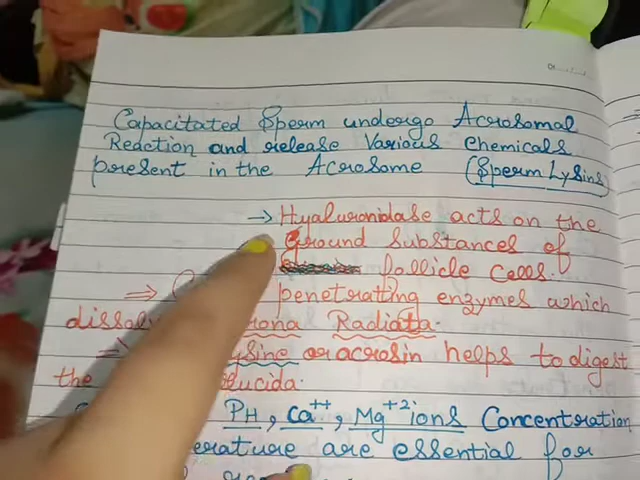 Capacitated Sperm undergo Acrosomal
Reaction and release Various chemicals
present in the Acrosome (Sperm Lysins)
→ Hyaluronidase acts on the
Ground Substances of
follicle cells.
⇒ penetrating enzymes which
Radiata.
⇒ or acrosin helps to digest
the
PH, Ca++, Mg+2 ions Concentration
are essential for